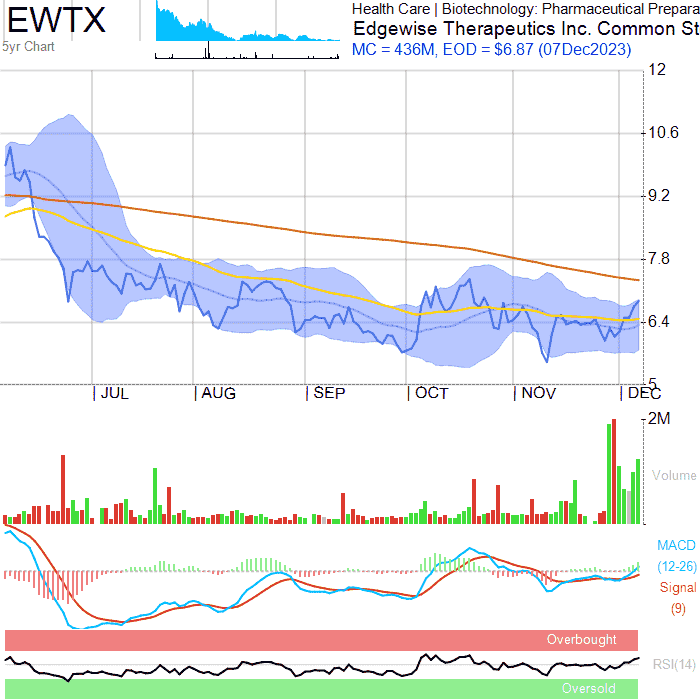 EWTX
5yr Chart
Health Care | Biotechnology: Pharmaceutical Prepara
Edgewise Therapeutics Inc. Common St
MC = 436M, EOD = $6.87 (07Dec2023)
12
10.6
9.2
7.8
6.4
5
JUL AUG SEP OCT NOV DEC
2M
Volume
MACD
(12-26)
Signal
(9)
Overbought
RSI(14)
Oversold